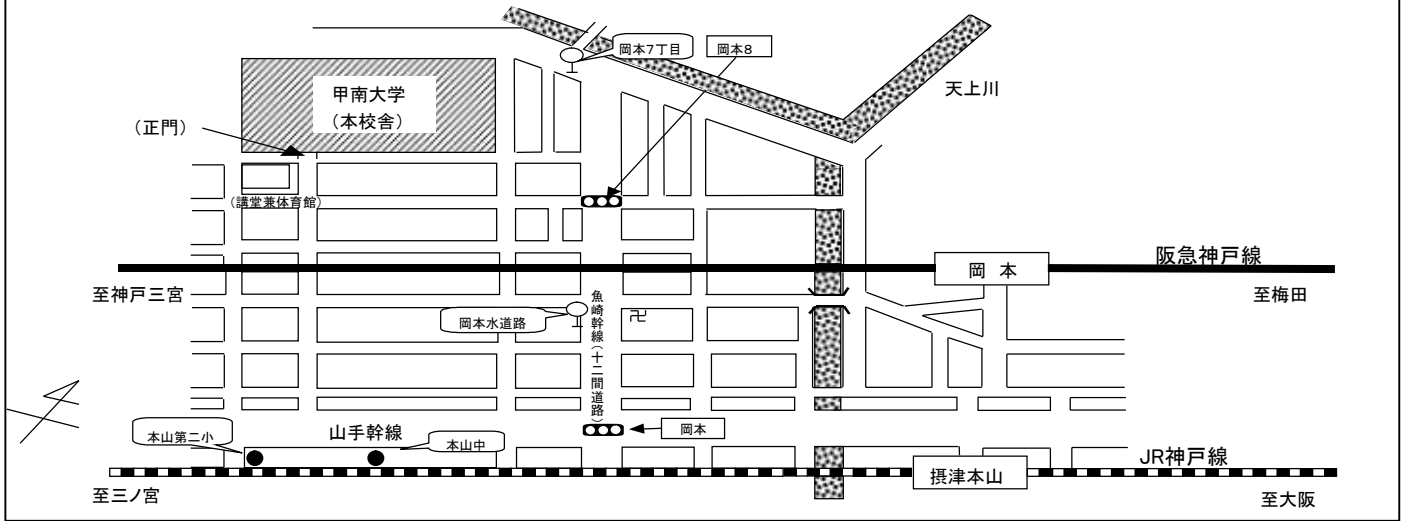 岡本7丁目
岡本8
天上川
甲南大学
(本校舎)
(正門)
(講堂兼体育館)
阪急神戸線
岡 本
至神戸三宮
至梅田
魚崎幹線(十二間道路)
岡本水道路
卍
本山第二小
山手幹線
本山中
岡本
JR神戸線
摂津本山
至三ノ宮
至大阪